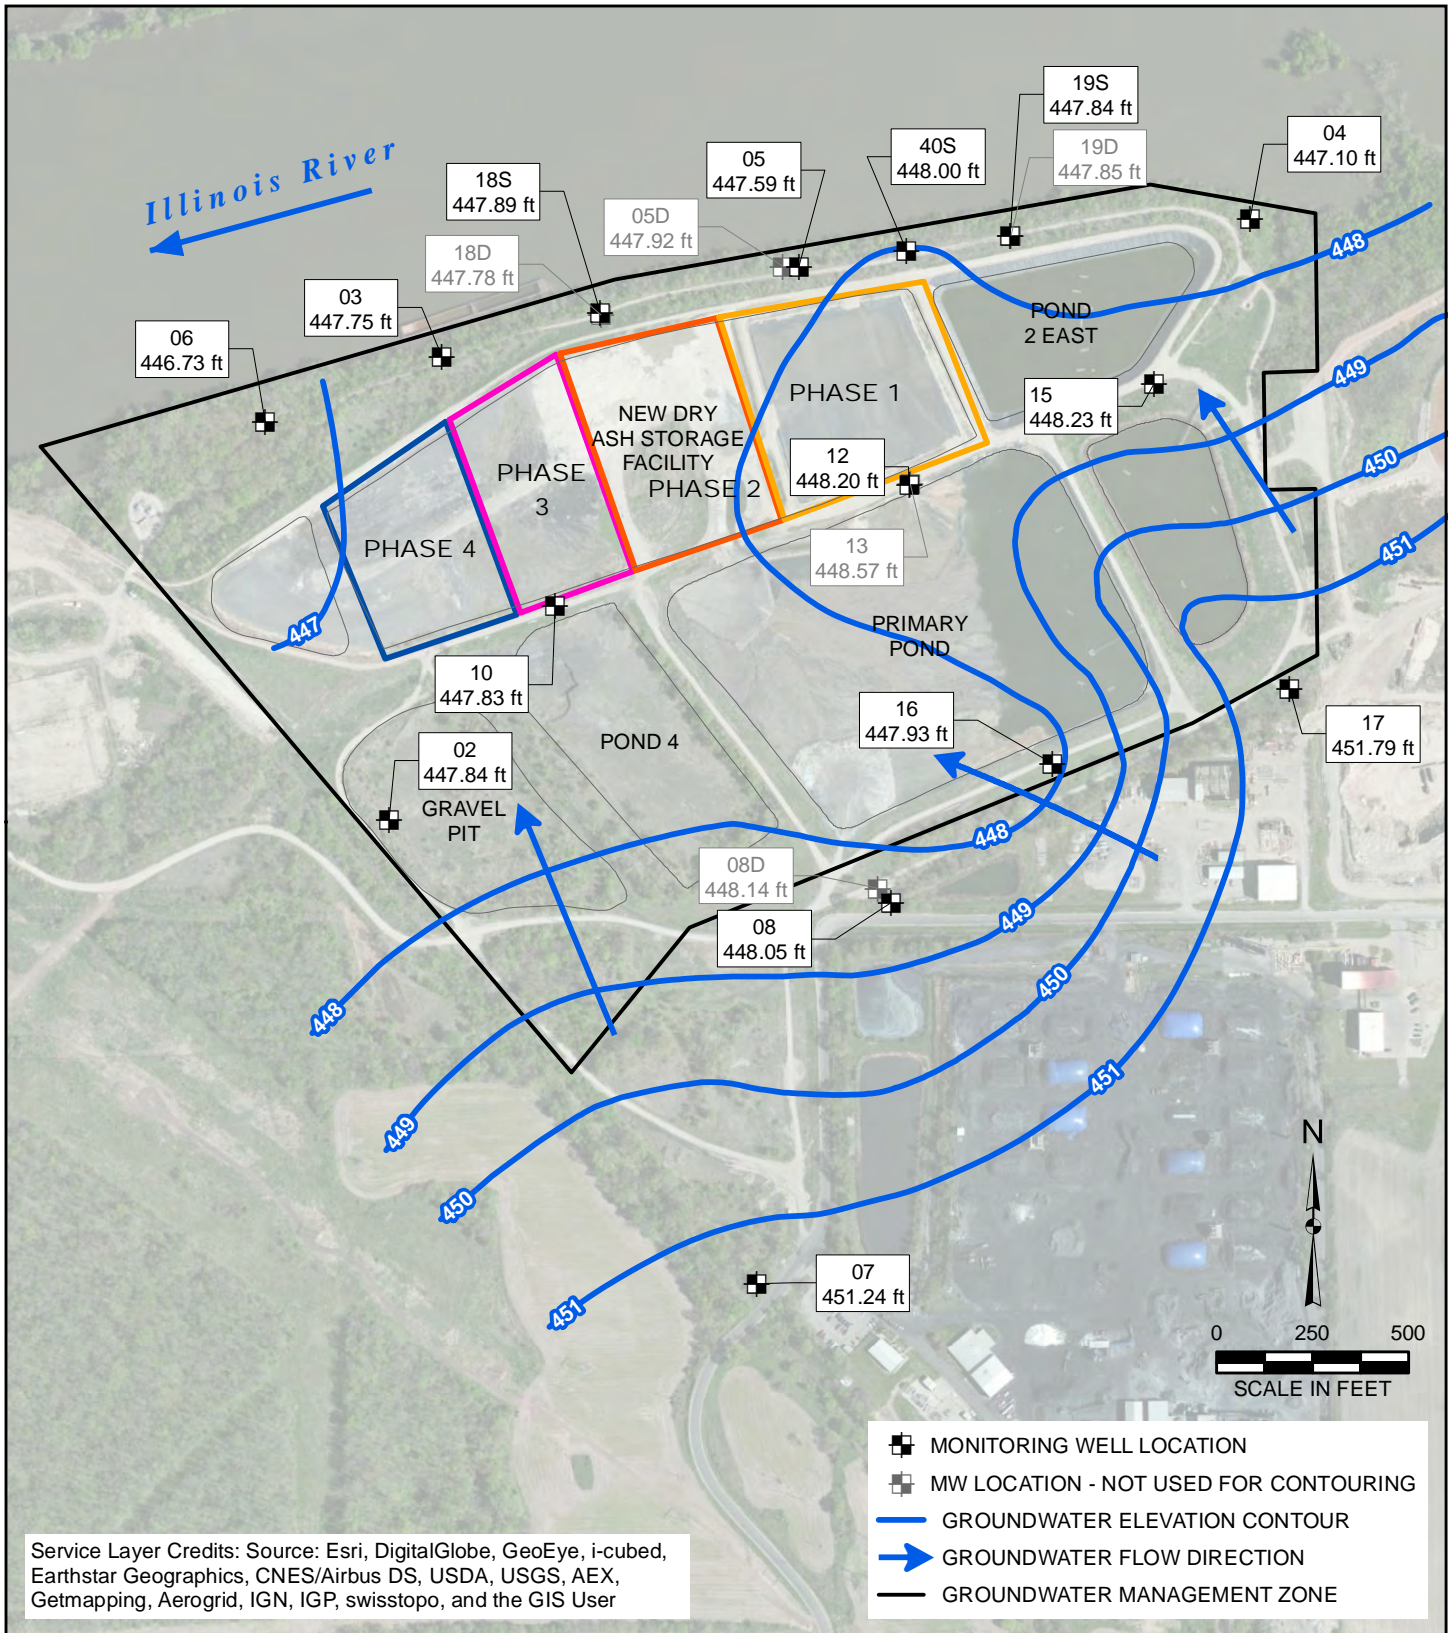 19S
447.84 ft
19D
447.85 ft
04
447.10 ft
40S
448.00 ft
05
447.59 ft
05D
447.92 ft
18S
447.89 ft
18D
447.78 ft
03
447.75 ft
06
446.73 ft
Illinois River
448
POND
2 EAST
449
PHASE 1
15
448.23 ft
NEW DRY
ASH STORAGE
FACILITY
PHASE 2
12
448.20 ft
450
PHASE
3
13
448.57 ft
PHASE 4
451
447
PRIMARY
POND
10
447.83 ft
16
447.93 ft
17
451.79 ft
02
447.84 ft
POND 4
GRAVEL
PIT
448
08D
448.14 ft
08
448.05 ft
449
450
448
451
449
450
451
07
451.24 ft
N
0 250 500
SCALE IN FEET
MONITORING WELL LOCATION
MW LOCATION - NOT USED FOR CONTOURING
GROUNDWATER ELEVATION CONTOUR
GROUNDWATER FLOW DIRECTION
GROUNDWATER MANAGEMENT ZONE
Service Layer Credits: Source: Esri, DigitalGlobe, GeoEye, i-cubed,
Earthstar Geographics, CNES/Airbus DS, USDA, USGS, AEX,
Getmapping, Aerogrid, IGN, IGP, swisstopo, and the GIS User